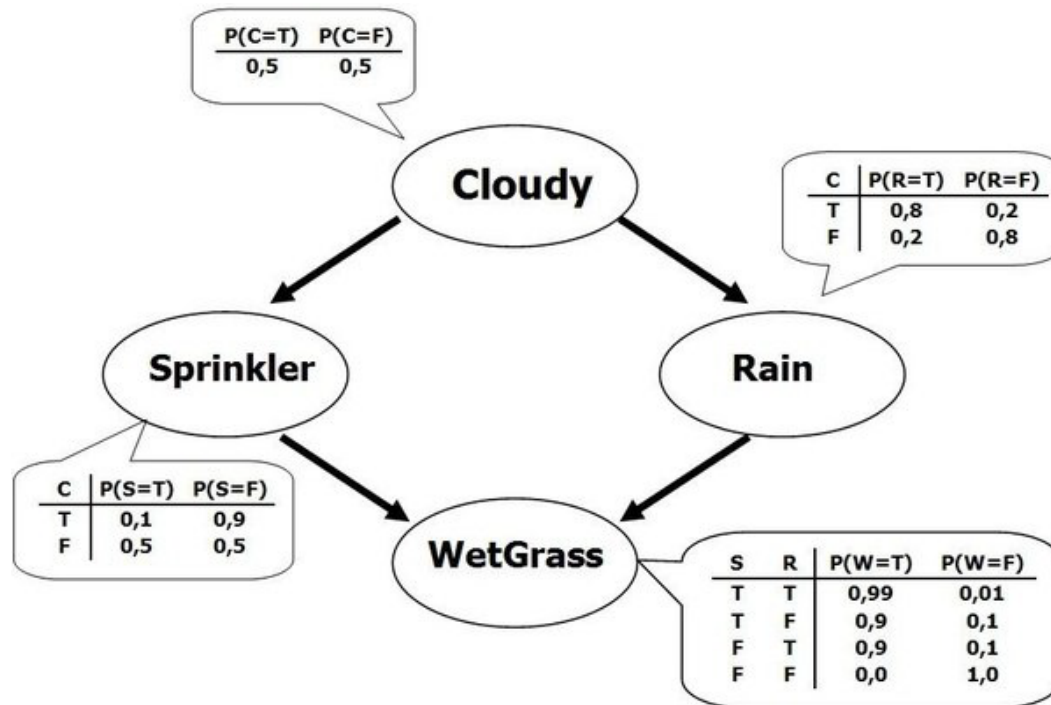 P(C=T) P(C=F)
0,5 0,5
Cloudy
C P(R=T) P(R=F)
T 0,8 0,2
F 0,2 0,8
Sprinkler
Rain
C P(S=T) P(S=F)
T 0,1 0,9
F 0,5 0,5
WetGrass
S R P(W=T) P(W=F)
T T 0,99 0,01
T F 0,9 0,1
F T 0,9 0,1
F F 0,0 1,0